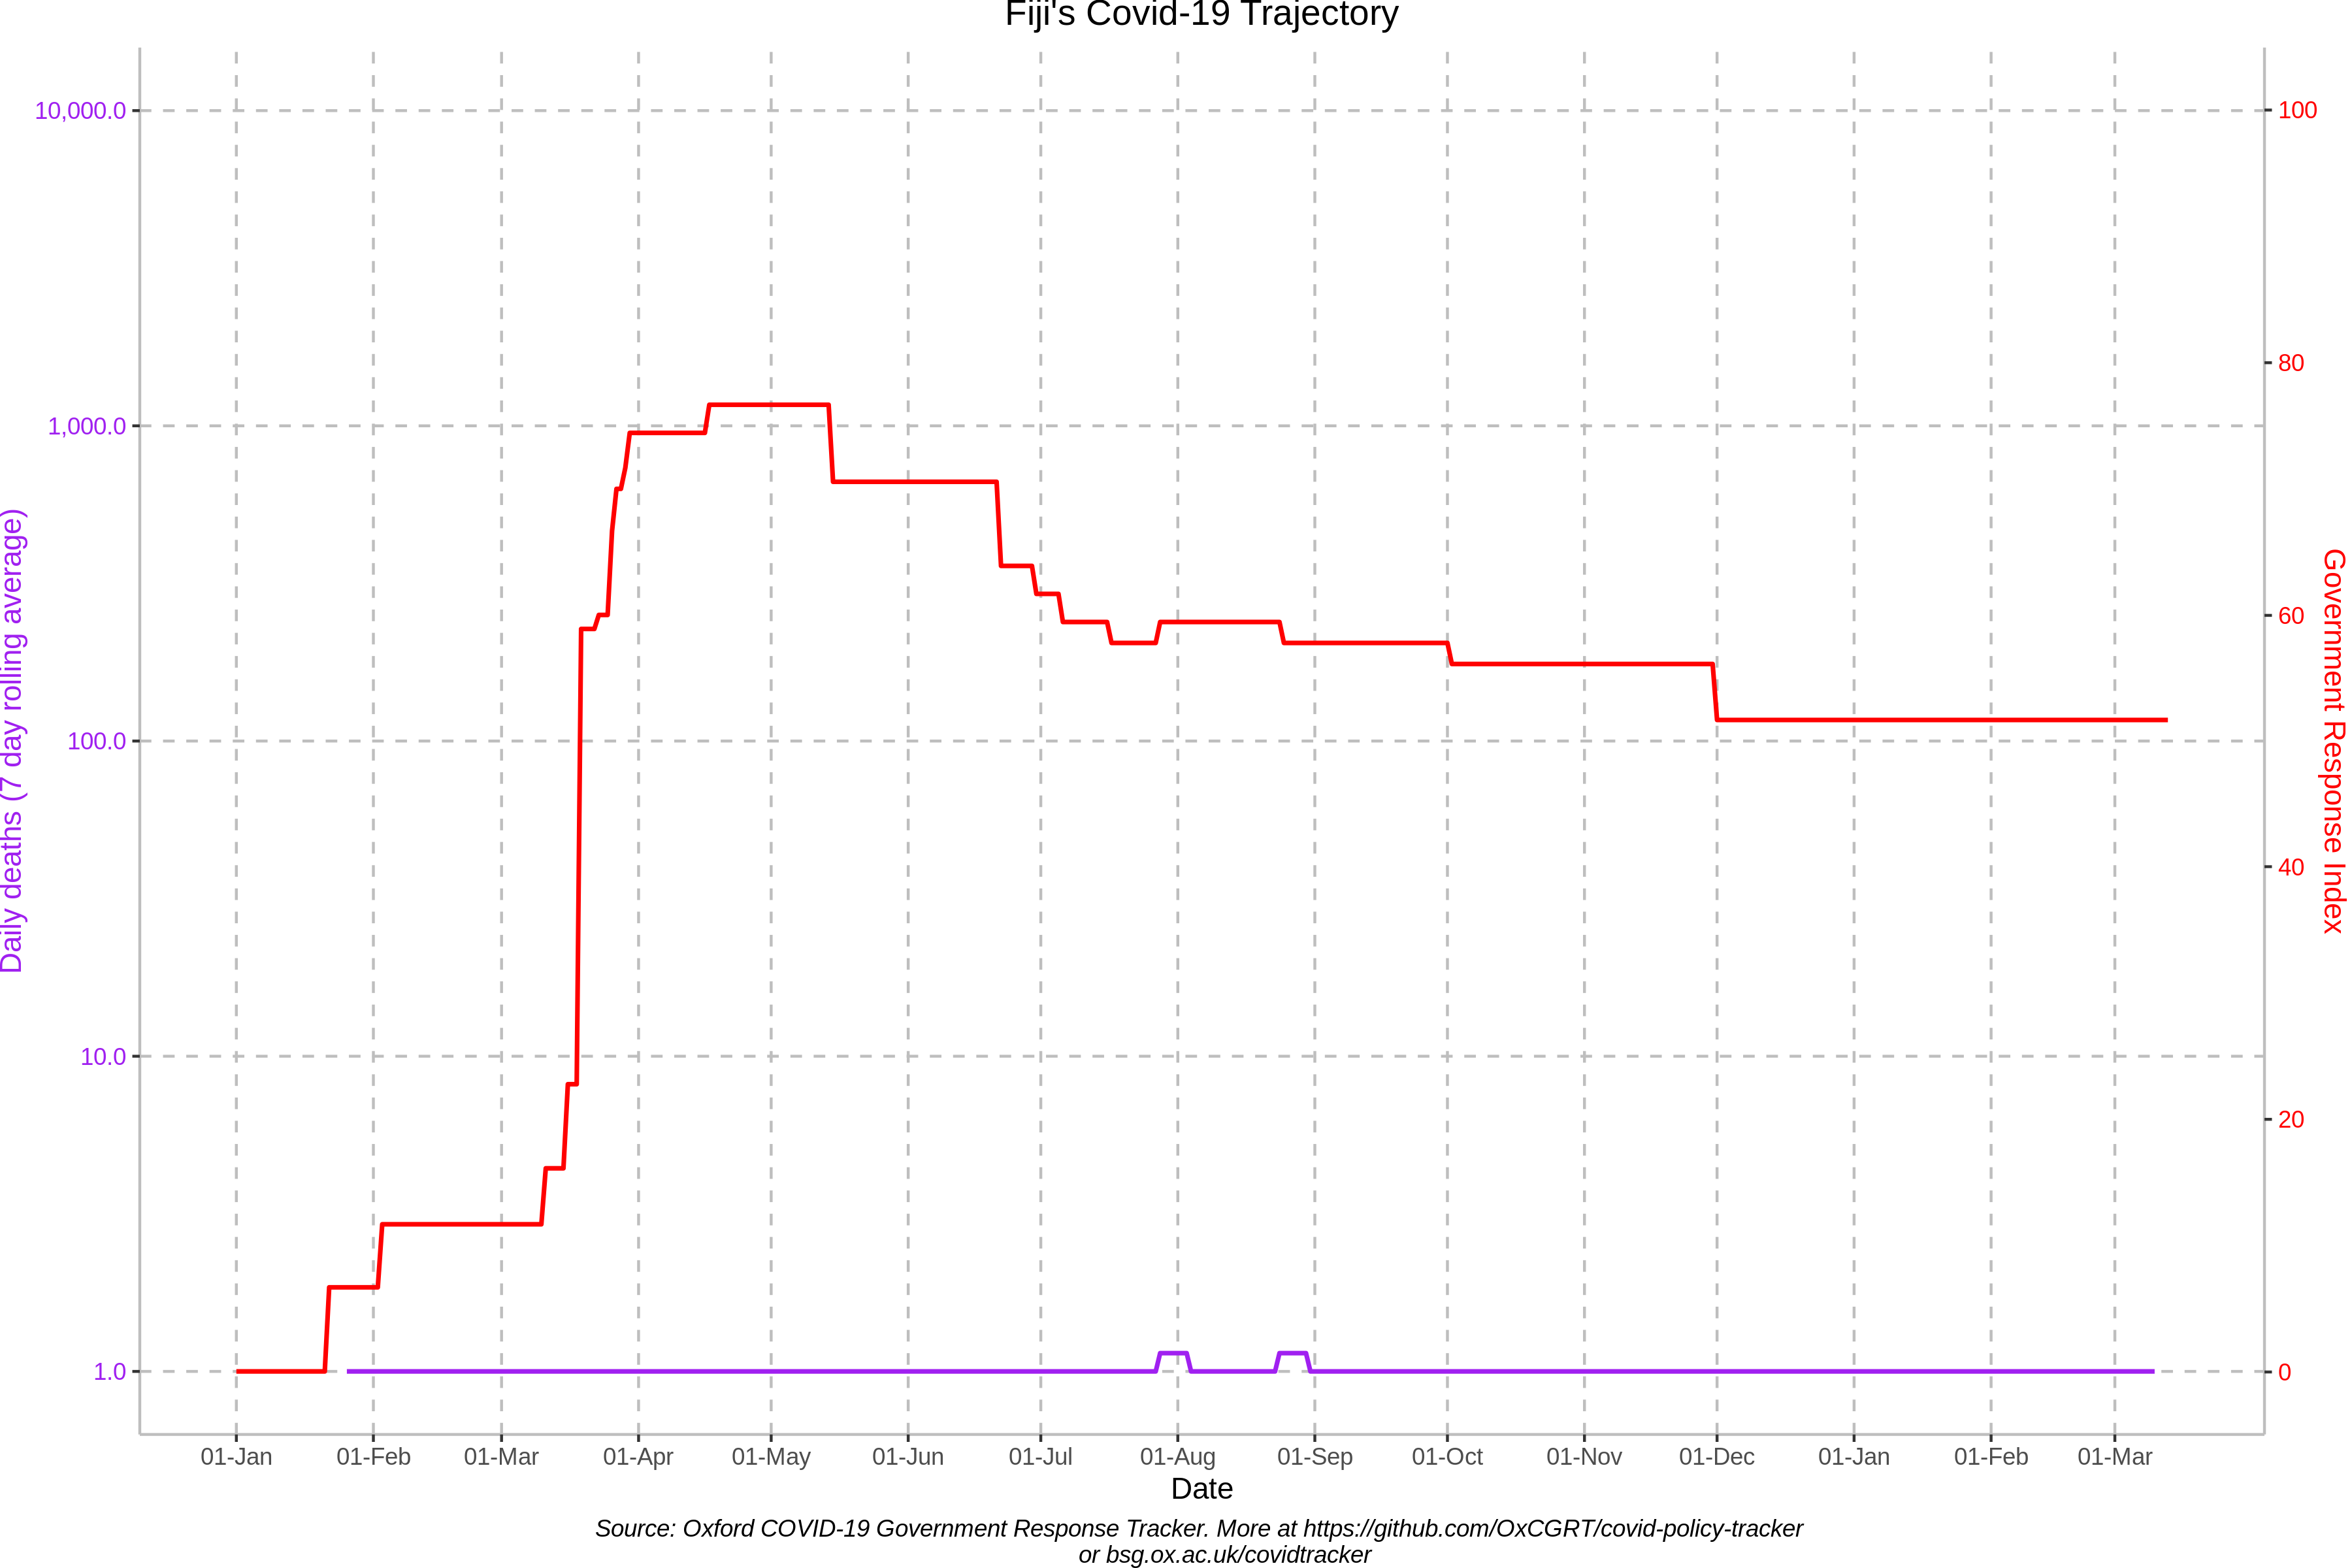 Fiji's Covid-19 Trajectory
Daily deaths (7 day rolling average)
10,000.0
1,000.0
100.0
10.0
1.0
100
80
60
40
20
0
Government Response Index
01-Jan 01-Feb 01-Mar 01-Apr 01-May 01-Jun 01-Jul 01-Aug 01-Sep 01-Oct 01-Nov 01-Dec 01-Jan 01-Feb 01-Mar
Date
Source: Oxford COVID-19 Government Response Tracker. More at https://github.com/OxCGRT/covid-policy-tracker
or bsg.ox.ac.uk/covidtracker